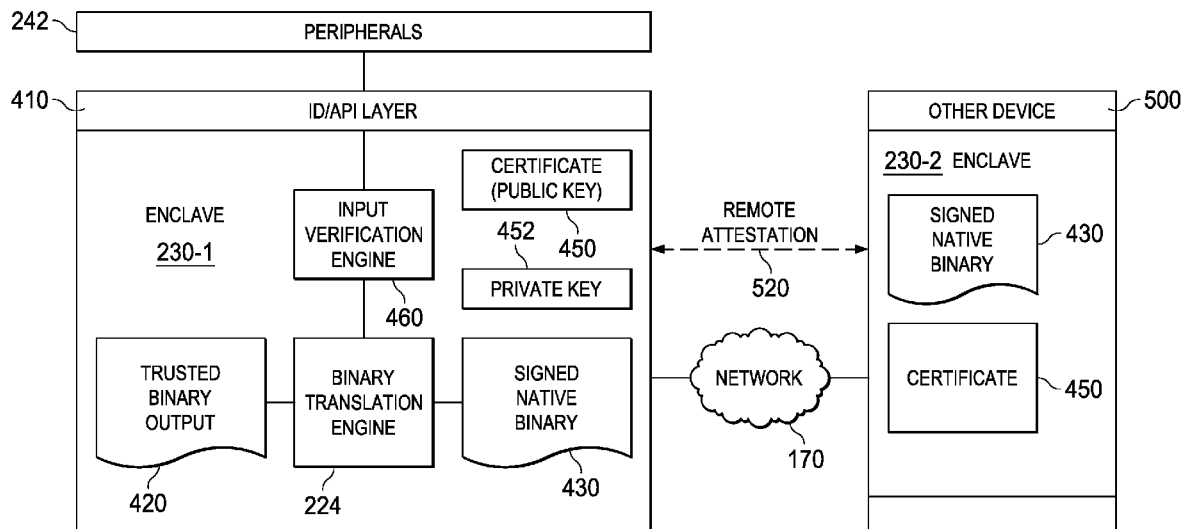 242
PERIPHERALS
410
ID/API LAYER
ENCLAVE
230-1
INPUT
VERIFICATION
ENGINE
460
CERTIFICATE
(PUBLIC KEY)
452
450
PRIVATE KEY
TRUSTED
BINARY
OUTPUT
420
BINARY
TRANSLATION
ENGINE
224
SIGNED
NATIVE
BINARY
430
REMOTE
ATTESTATION
520
NETWORK
170
OTHER DEVICE
500
230-2 ENCLAVE
SIGNED
NATIVE
BINARY
430
CERTIFICATE
450